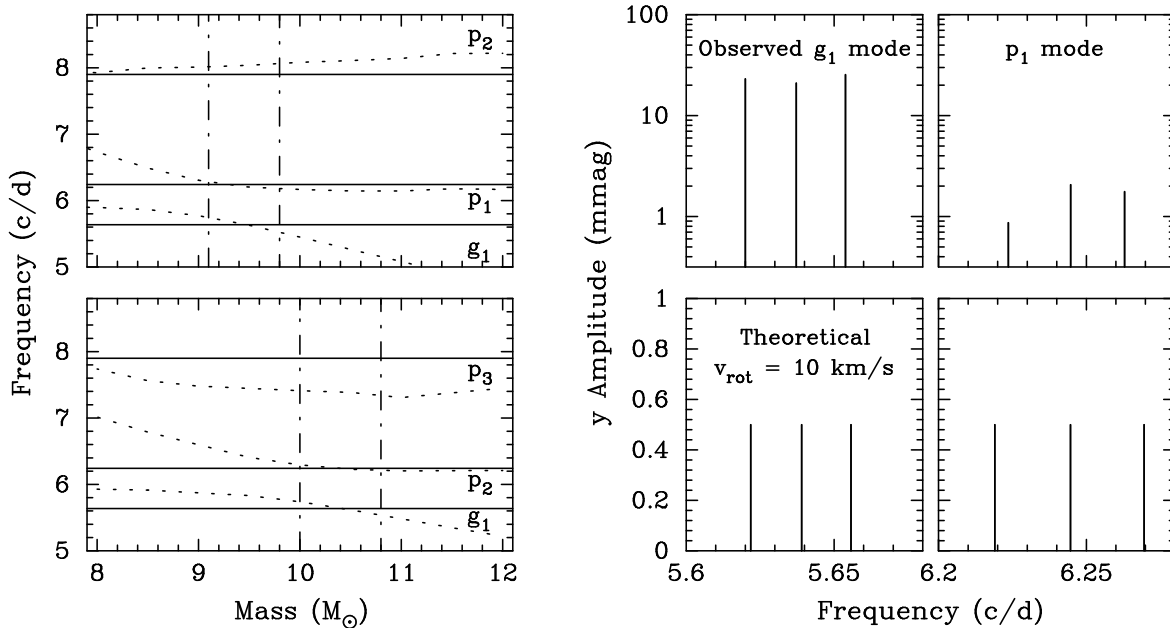 Frequency (c/d)
8
7
6
5
p₂
p₁
g₁
8
7
6
5
p₃
p₂
g₁
8 9 10 11 12
Mass (M☉)
y Amplitude (mmag)
100
10
1
Observed g₁ mode
p₁ mode
1
0.8
0.6
0.4
0.2
0
Theoretical
v_rot = 10 km/s
5.6 5.65 6.2 6.25
Frequency (c/d)